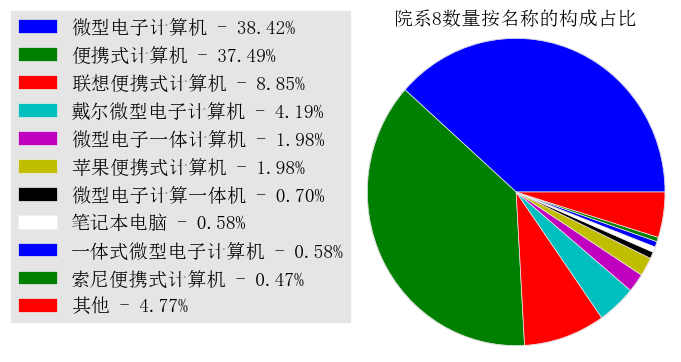 院系8数量按名称的构成占比
微型电子计算机 - 38.42%
便携式计算机 - 37.49%
联想便携式计算机 - 8.85%
戴尔微型电子计算机 - 4.19%
微型电子一体计算机 - 1.98%
苹果便携式计算机 - 1.98%
微型电子计算一体机 - 0.70%
笔记本电脑 - 0.58%
一体式微型电子计算机 - 0.58%
索尼便携式计算机 - 0.47%
其他 - 4.77%